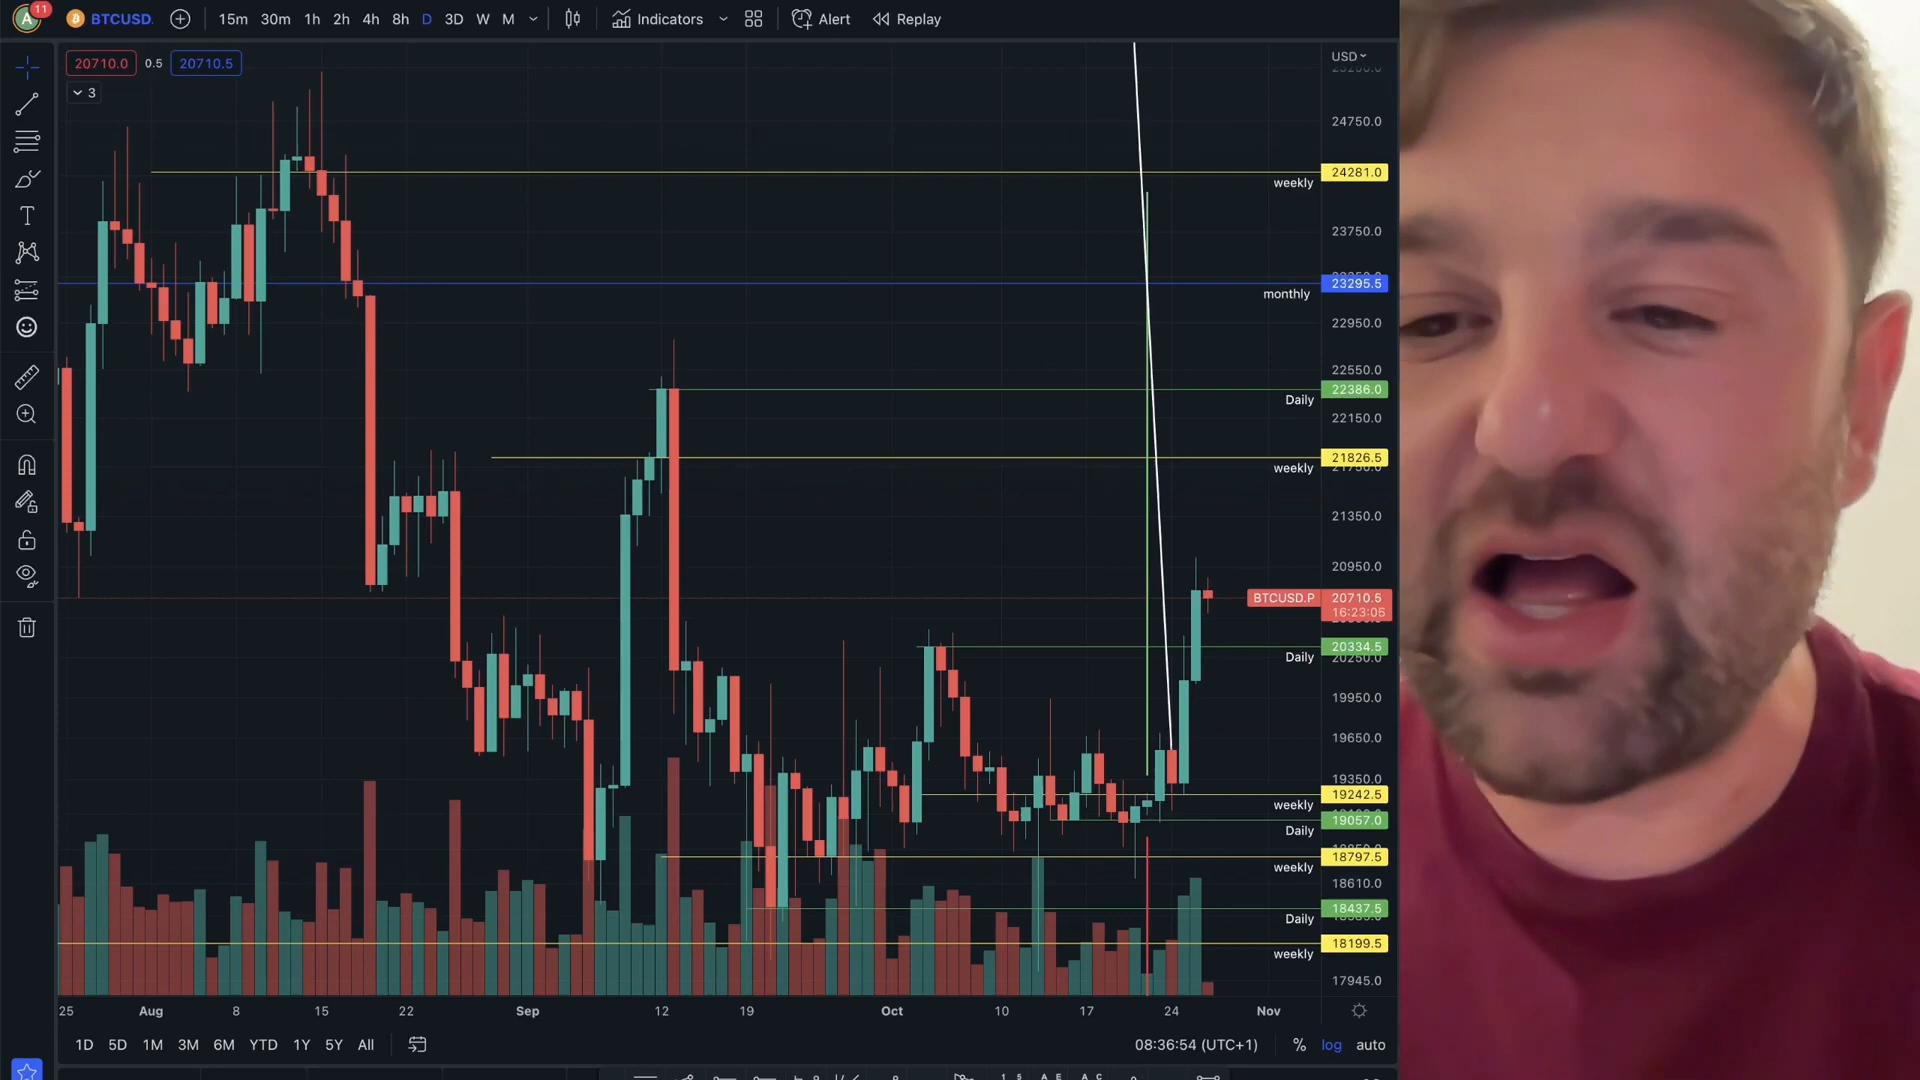 A 11 BTCUSD. 15m 30m 1h 2h 4h 8h D 3D W M Indicators Alert Replay
20710.0 0.5 20710.5 USD
3
24750.0
24281.0
weekly
23750.0
23295.5
monthly
22950.0
22550.0
22386.0
Daily
22150.0
21826.5
weekly
21350.0
20950.0
BTCUSD.P 20710.5
16:23:05
20334.5
Daily 20250.0
19950.0
19650.0
19350.0
19242.5
weekly
19057.0
Daily
18797.5
weekly
18610.0
18437.5
Daily
18199.5
weekly
17945.0
25 Aug 8 15 22 Sep 12 19 Oct 10 17 24 Nov
1D 5D 1M 3M 6M YTD 1Y 5Y All 08:36:54 (UTC+1) % log auto